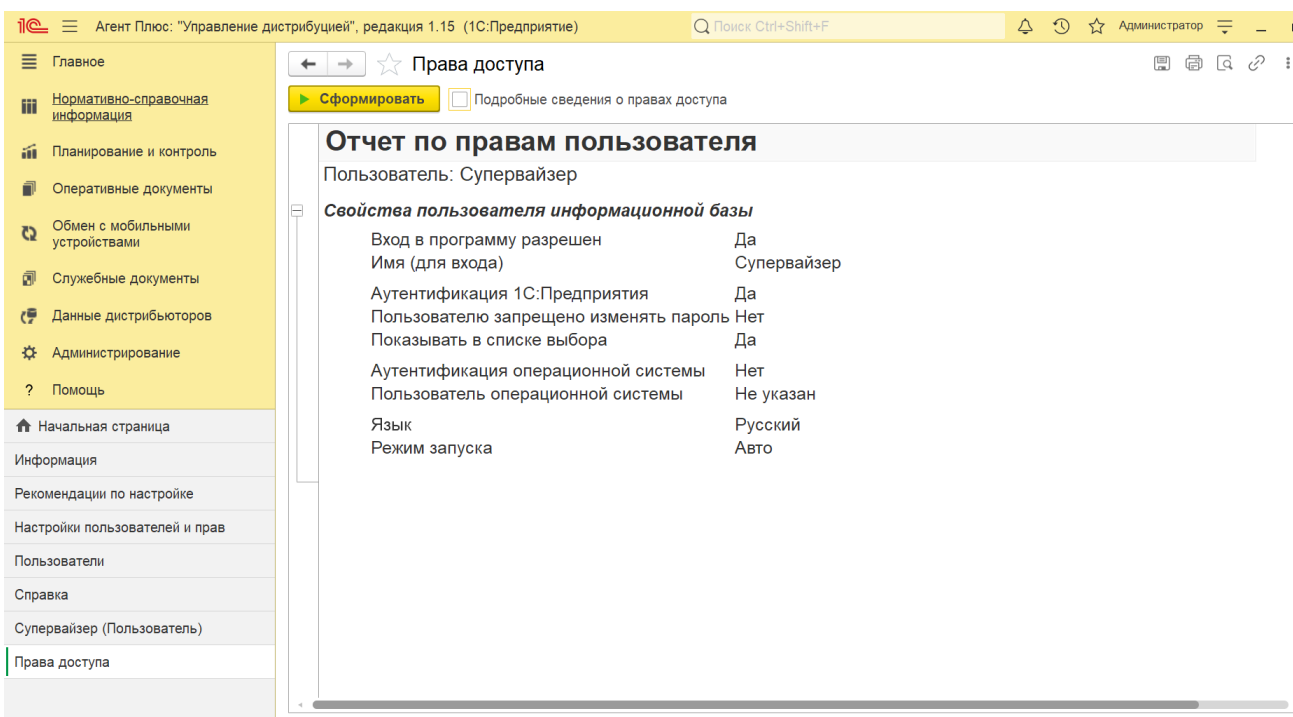 Агент Плюс: "Управление дистрибуцией", редакция 1.15 (1С:Предприятие)
Поиск Ctrl+Shift+F
Администратор
Главное
Нормативно-справочная
информация
Планирование и контроль
Оперативные документы
Обмен с мобильными
устройствами
Служебные документы
Данные дистрибьюторов
Администрирование
? Помощь
Начальная страница
Информация
Рекомендации по настройке
Настройки пользователей и прав
Пользователи
Справка
Супервайзер (Пользователь)
Права доступа
Права доступа
Сформировать
Подробные сведения о правах доступа
Отчет по правам пользователя
Пользователь: Супервайзер
Свойства пользователя информационной базы
Вход в программу разрешен Да
Имя (для входа) Супервайзер
Аутентификация 1С:Предприятия Да
Пользователю запрещено изменять пароль Нет
Показывать в списке выбора Да
Аутентификация операционной системы Нет
Пользователь операционной системы Не указан
Язык Русский
Режим запуска Авто